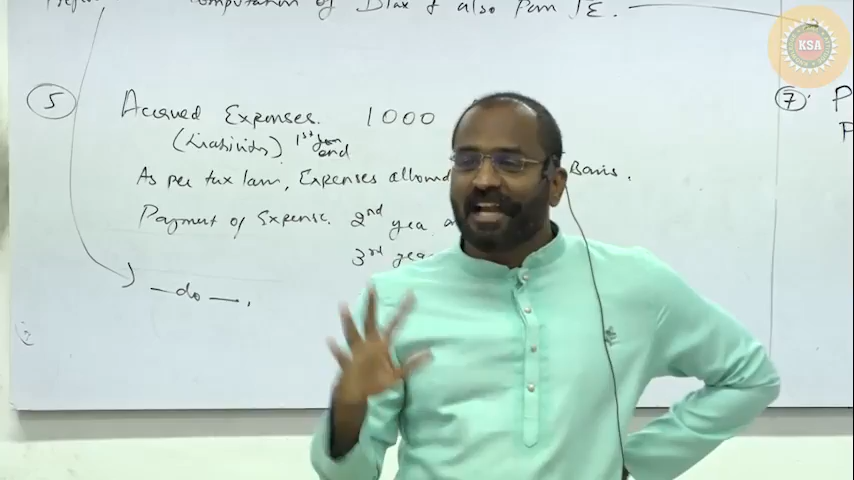 computation of Dtax & also Pam JE.
5 Accrued Expenses. 1000
(Liabilities) 1st year end
As per tax law, Expenses allowed Basis.
Payment of Expense. 2nd year
3rd year
—do—.
7. P
P
KSA